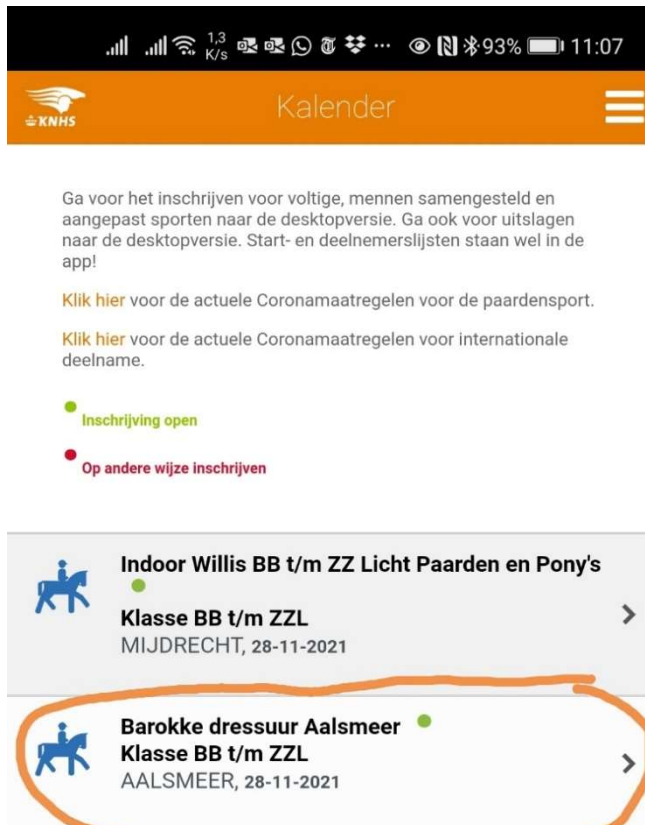 1,3
K/s
93%
11:07
KNHS
Kalender
Ga voor het inschrijven voor voltige, mennen samengesteld en
aangepast sporten naar de desktopversie. Ga ook voor uitslagen
naar de desktopversie. Start- en deelnemerslijsten staan wel in de
app!
Klik hier voor de actuele Coronamaatregelen voor de paardensport.
Klik hier voor de actuele Coronamaatregelen voor internationale
deelname.
Inschrijving open
Op andere wijze inschrijven
Indoor Willis BB t/m ZZ Licht Paarden en Pony's
Klasse BB t/m ZZL
MIJDRECHT, 28-11-2021
Barokke dressuur Aalsmeer
Klasse BB t/m ZZL
AALSMEER, 28-11-2021